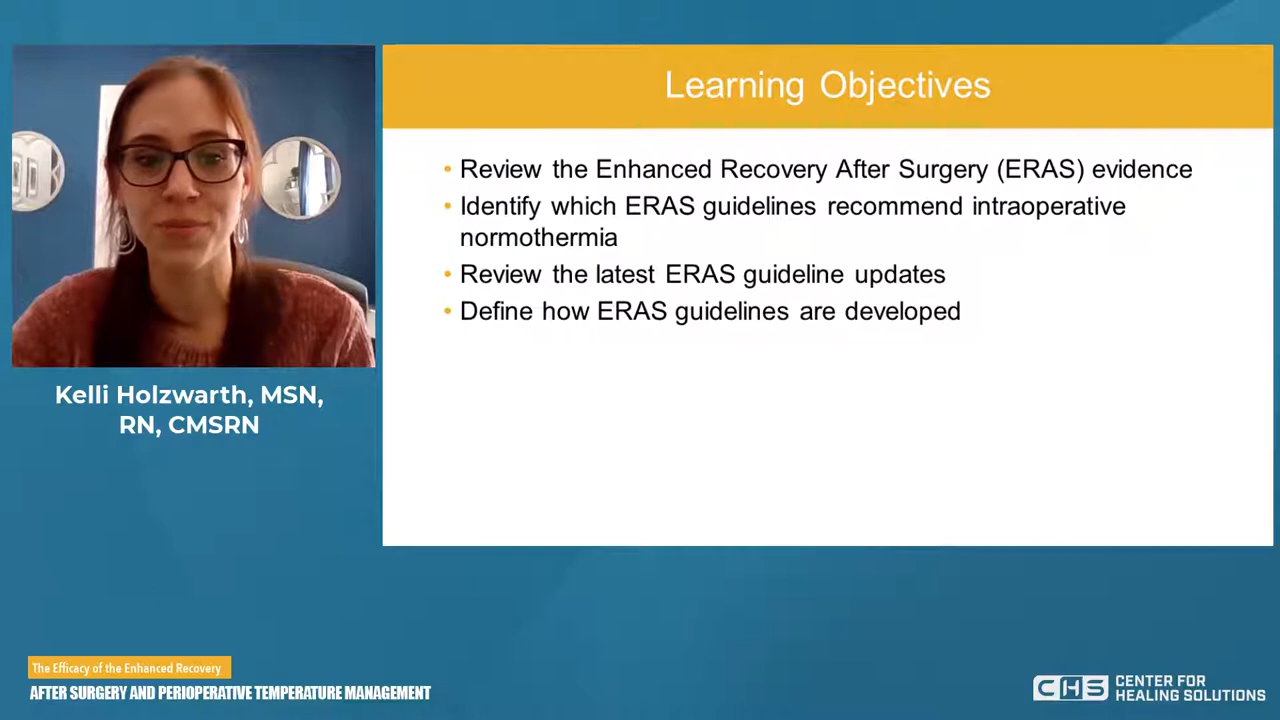 Learning Objectives
• Review the Enhanced Recovery After Surgery (ERAS) evidence
• Identify which ERAS guidelines recommend intraoperative
normothermia
• Review the latest ERAS guideline updates
• Define how ERAS guidelines are developed
Kelli Holzwarth, MSN,
RN, CMSRN
The Efficacy of the Enhanced Recovery
AFTER SURGERY AND PERIOPERATIVE TEMPERATURE MANAGEMENT
CHS
CENTER FOR
HEALING SOLUTIONS